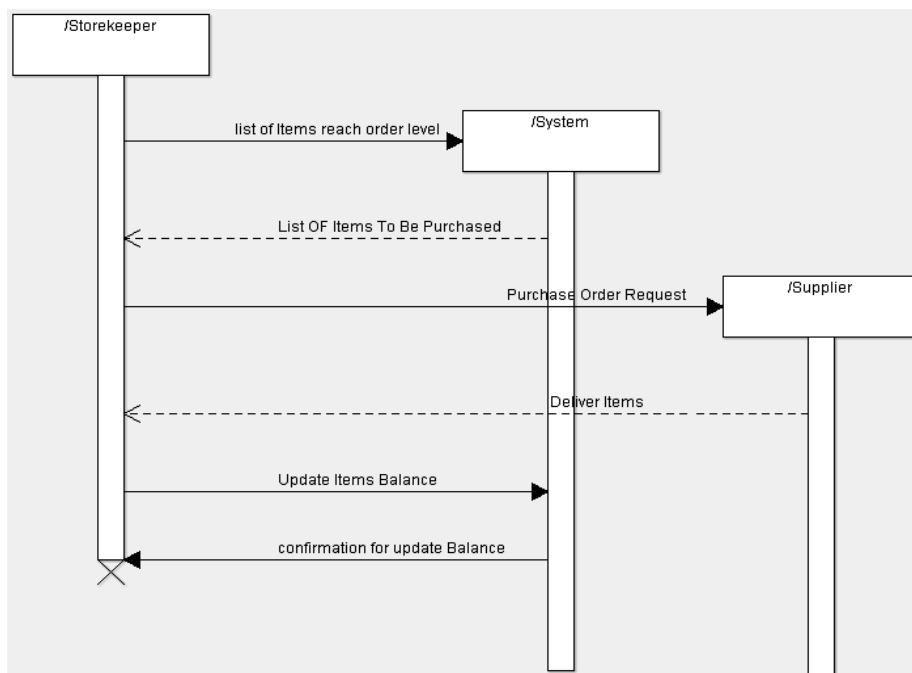 /Storekeeper
/System
list of Items reach order level
List OF Items To Be Purchased
/Supplier
Purchase Order Request
Deliver Items
Update Items Balance
confirmation for update Balance